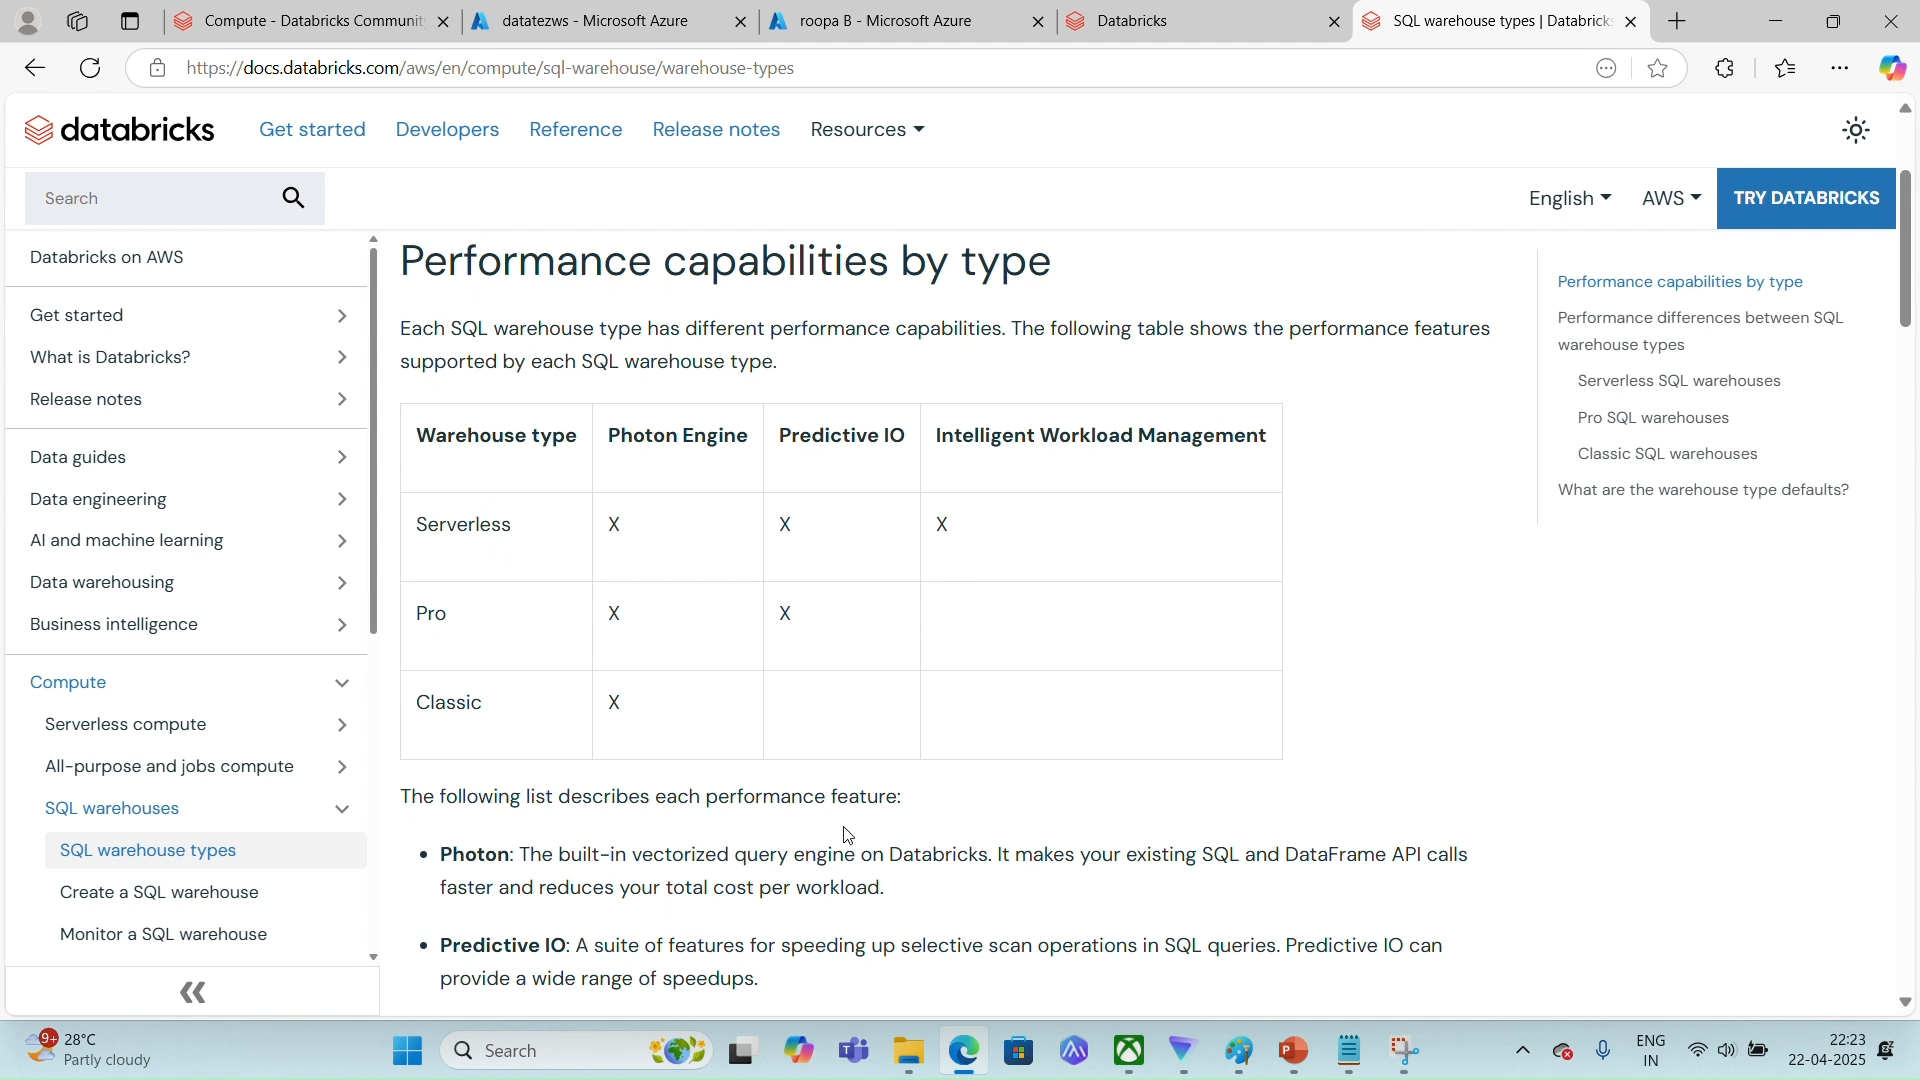 Compute - Databricks Communit
datatezws - Microsoft Azure
roopa B - Microsoft Azure
Databricks
SQL warehouse types | Databricks
https://docs.databricks.com/aws/en/compute/sql-warehouse/warehouse-types
databricks
Get started
Developers
Reference
Release notes
Resources
Search
English
AWS
TRY DATABRICKS
Databricks on AWS
Get started
What is Databricks?
Release notes
Data guides
Data engineering
AI and machine learning
Data warehousing
Business intelligence
Compute
Serverless compute
All-purpose and jobs compute
SQL warehouses
SQL warehouse types
Create a SQL warehouse
Monitor a SQL warehouse
Performance capabilities by type
Each SQL warehouse type has different performance capabilities. The following table shows the performance features
supported by each SQL warehouse type.
Warehouse type Photon Engine Predictive IO Intelligent Workload Management
Serverless X X X
Pro X X
Classic X
The following list describes each performance feature:
• Photon: The built-in vectorized query engine on Databricks. It makes your existing SQL and DataFrame API calls
faster and reduces your total cost per workload.
• Predictive IO: A suite of features for speeding up selective scan operations in SQL queries. Predictive IO can
provide a wide range of speedups.
Performance capabilities by type
Performance differences between SQL
warehouse types
Serverless SQL warehouses
Pro SQL warehouses
Classic SQL warehouses
What are the warehouse type defaults?
9+
28°C
Partly cloudy
Search
ENG
IN
22:23
22-04-2025